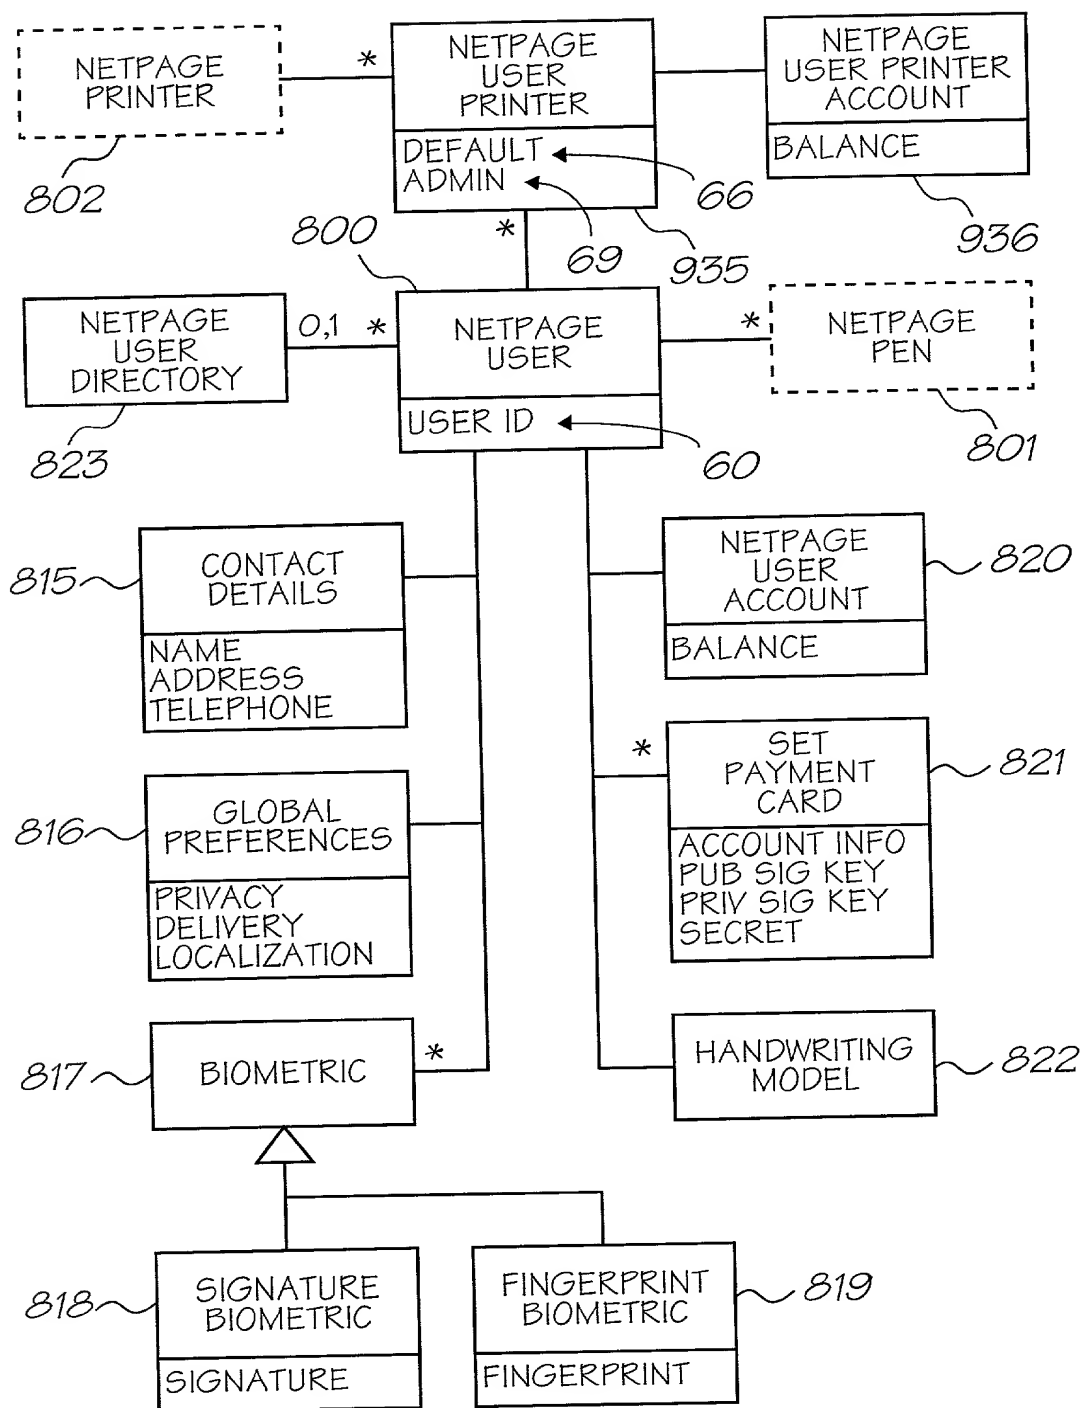 NETPAGE
PRINTER
802
*
NETPAGE
USER
PRINTER
DEFAULT
ADMIN
66
69
935
*
NETPAGE
USER PRINTER
ACCOUNT
BALANCE
936
800
NETPAGE
USER
DIRECTORY
823
0,1 *
NETPAGE
USER
USER ID
60
*
NETPAGE
PEN
801
815
CONTACT
DETAILS
NAME
ADDRESS
TELEPHONE
NETPAGE
USER
ACCOUNT
BALANCE
820
816
GLOBAL
PREFERENCES
PRIVACY
DELIVERY
LOCALIZATION
*
SET
PAYMENT
CARD
ACCOUNT INFO
PUB SIG KEY
PRIV SIG KEY
SECRET
821
817
BIOMETRIC
*
HANDWRITING
MODEL
822
818
SIGNATURE
BIOMETRIC
SIGNATURE
FINGERPRINT
BIOMETRIC
FINGERPRINT
819